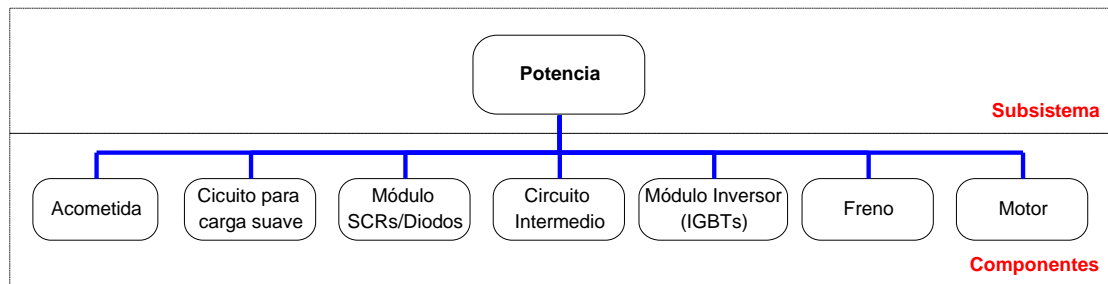 Potencia
Subsistema
Acometida
Cicuito para
carga suave
Módulo
SCRs/Diodos
Circuito
Intermedio
Módulo Inversor
(IGBTs)
Freno
Motor
Componentes